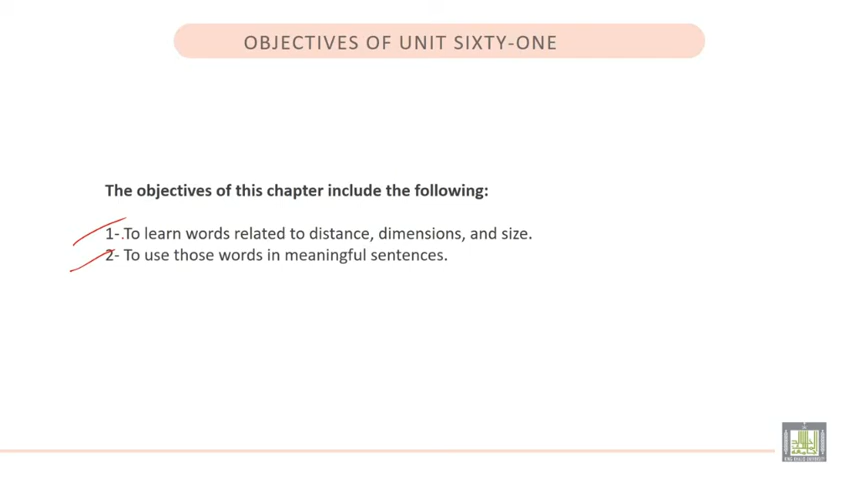 OBJECTIVES OF UNIT SIXTY-ONE
The objectives of this chapter include the following:
1- To learn words related to distance, dimensions, and size.
2- To use those words in meaningful sentences.